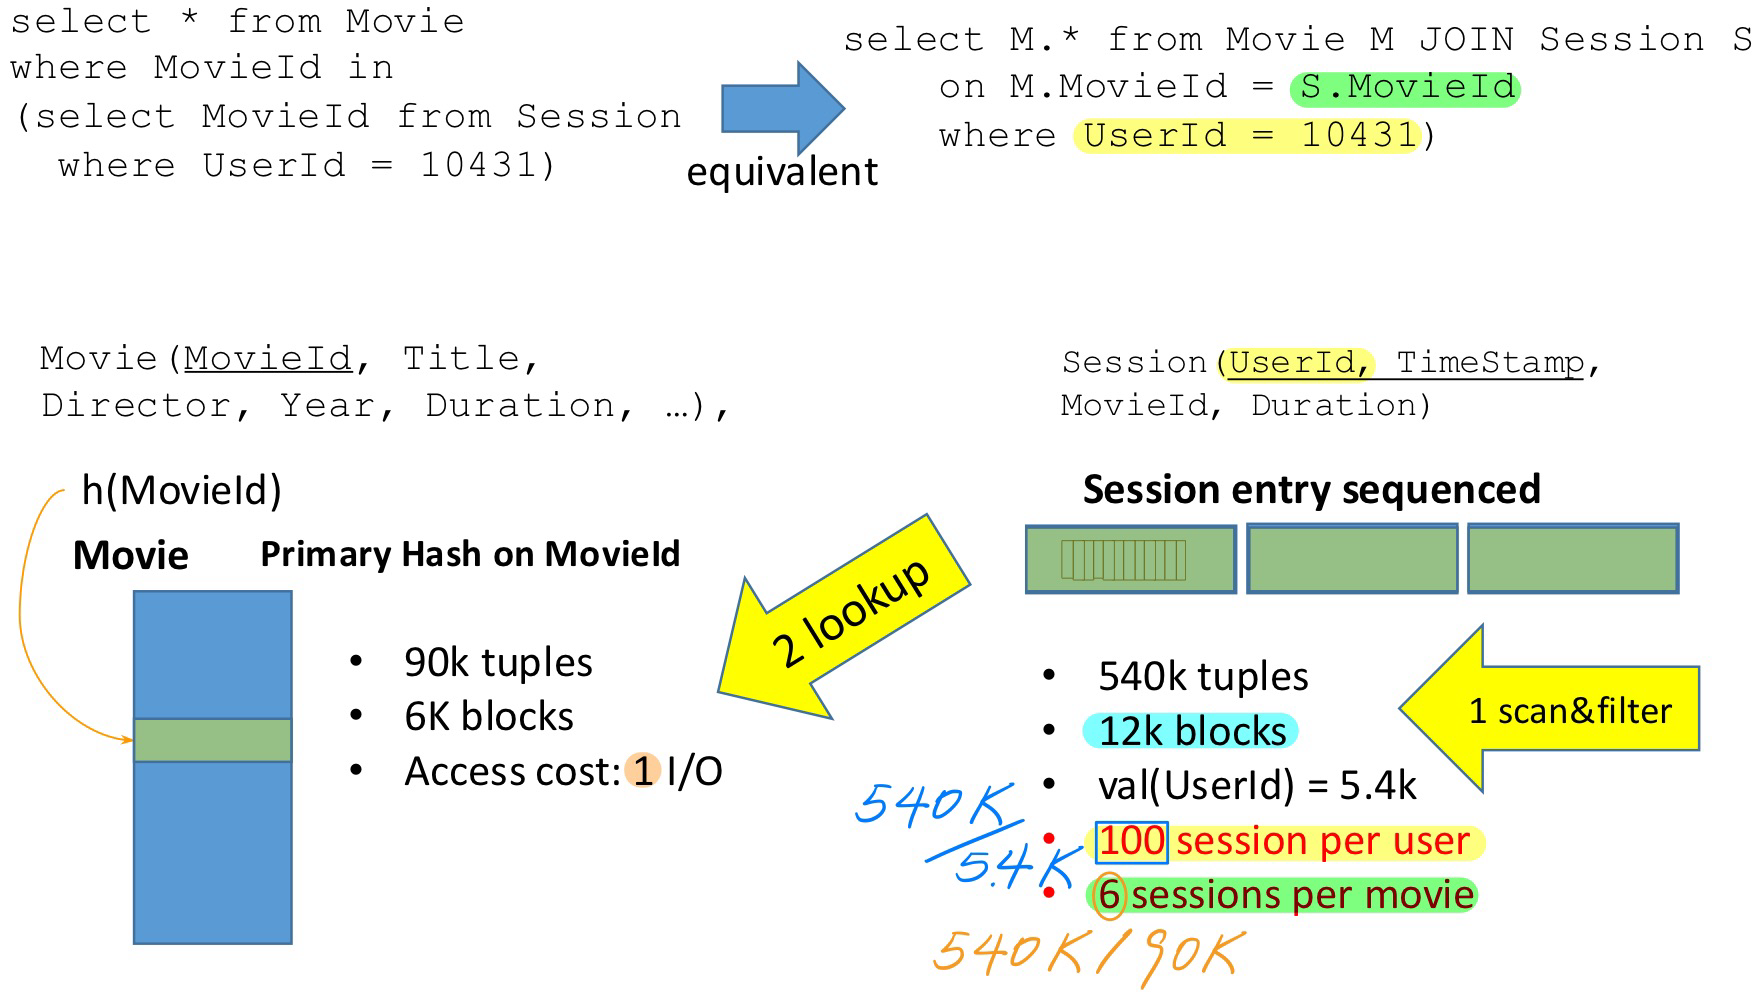 select * from Movie
where MovieId in
(select MovieId from Session
where UserId = 10431)
equivalent
select M.* from Movie M JOIN Session S
on M.MovieId = S.MovieId
where UserId = 10431)
Movie(MovieId, Title,
Director, Year, Duration, …),
h(MovieId)
Movie
Primary Hash on MovieId
• 90k tuples
• 6K blocks
• Access cost: 1 I/O
2 lookup
Session(UserId, TimeStamp,
MovieId, Duration)
Session entry sequenced
• 540k tuples
• 12k blocks
• val(UserId) = 5.4k
• 100 session per user
• 6 sessions per movie
1 scan&filter
540K
/5.4K
540K/90K